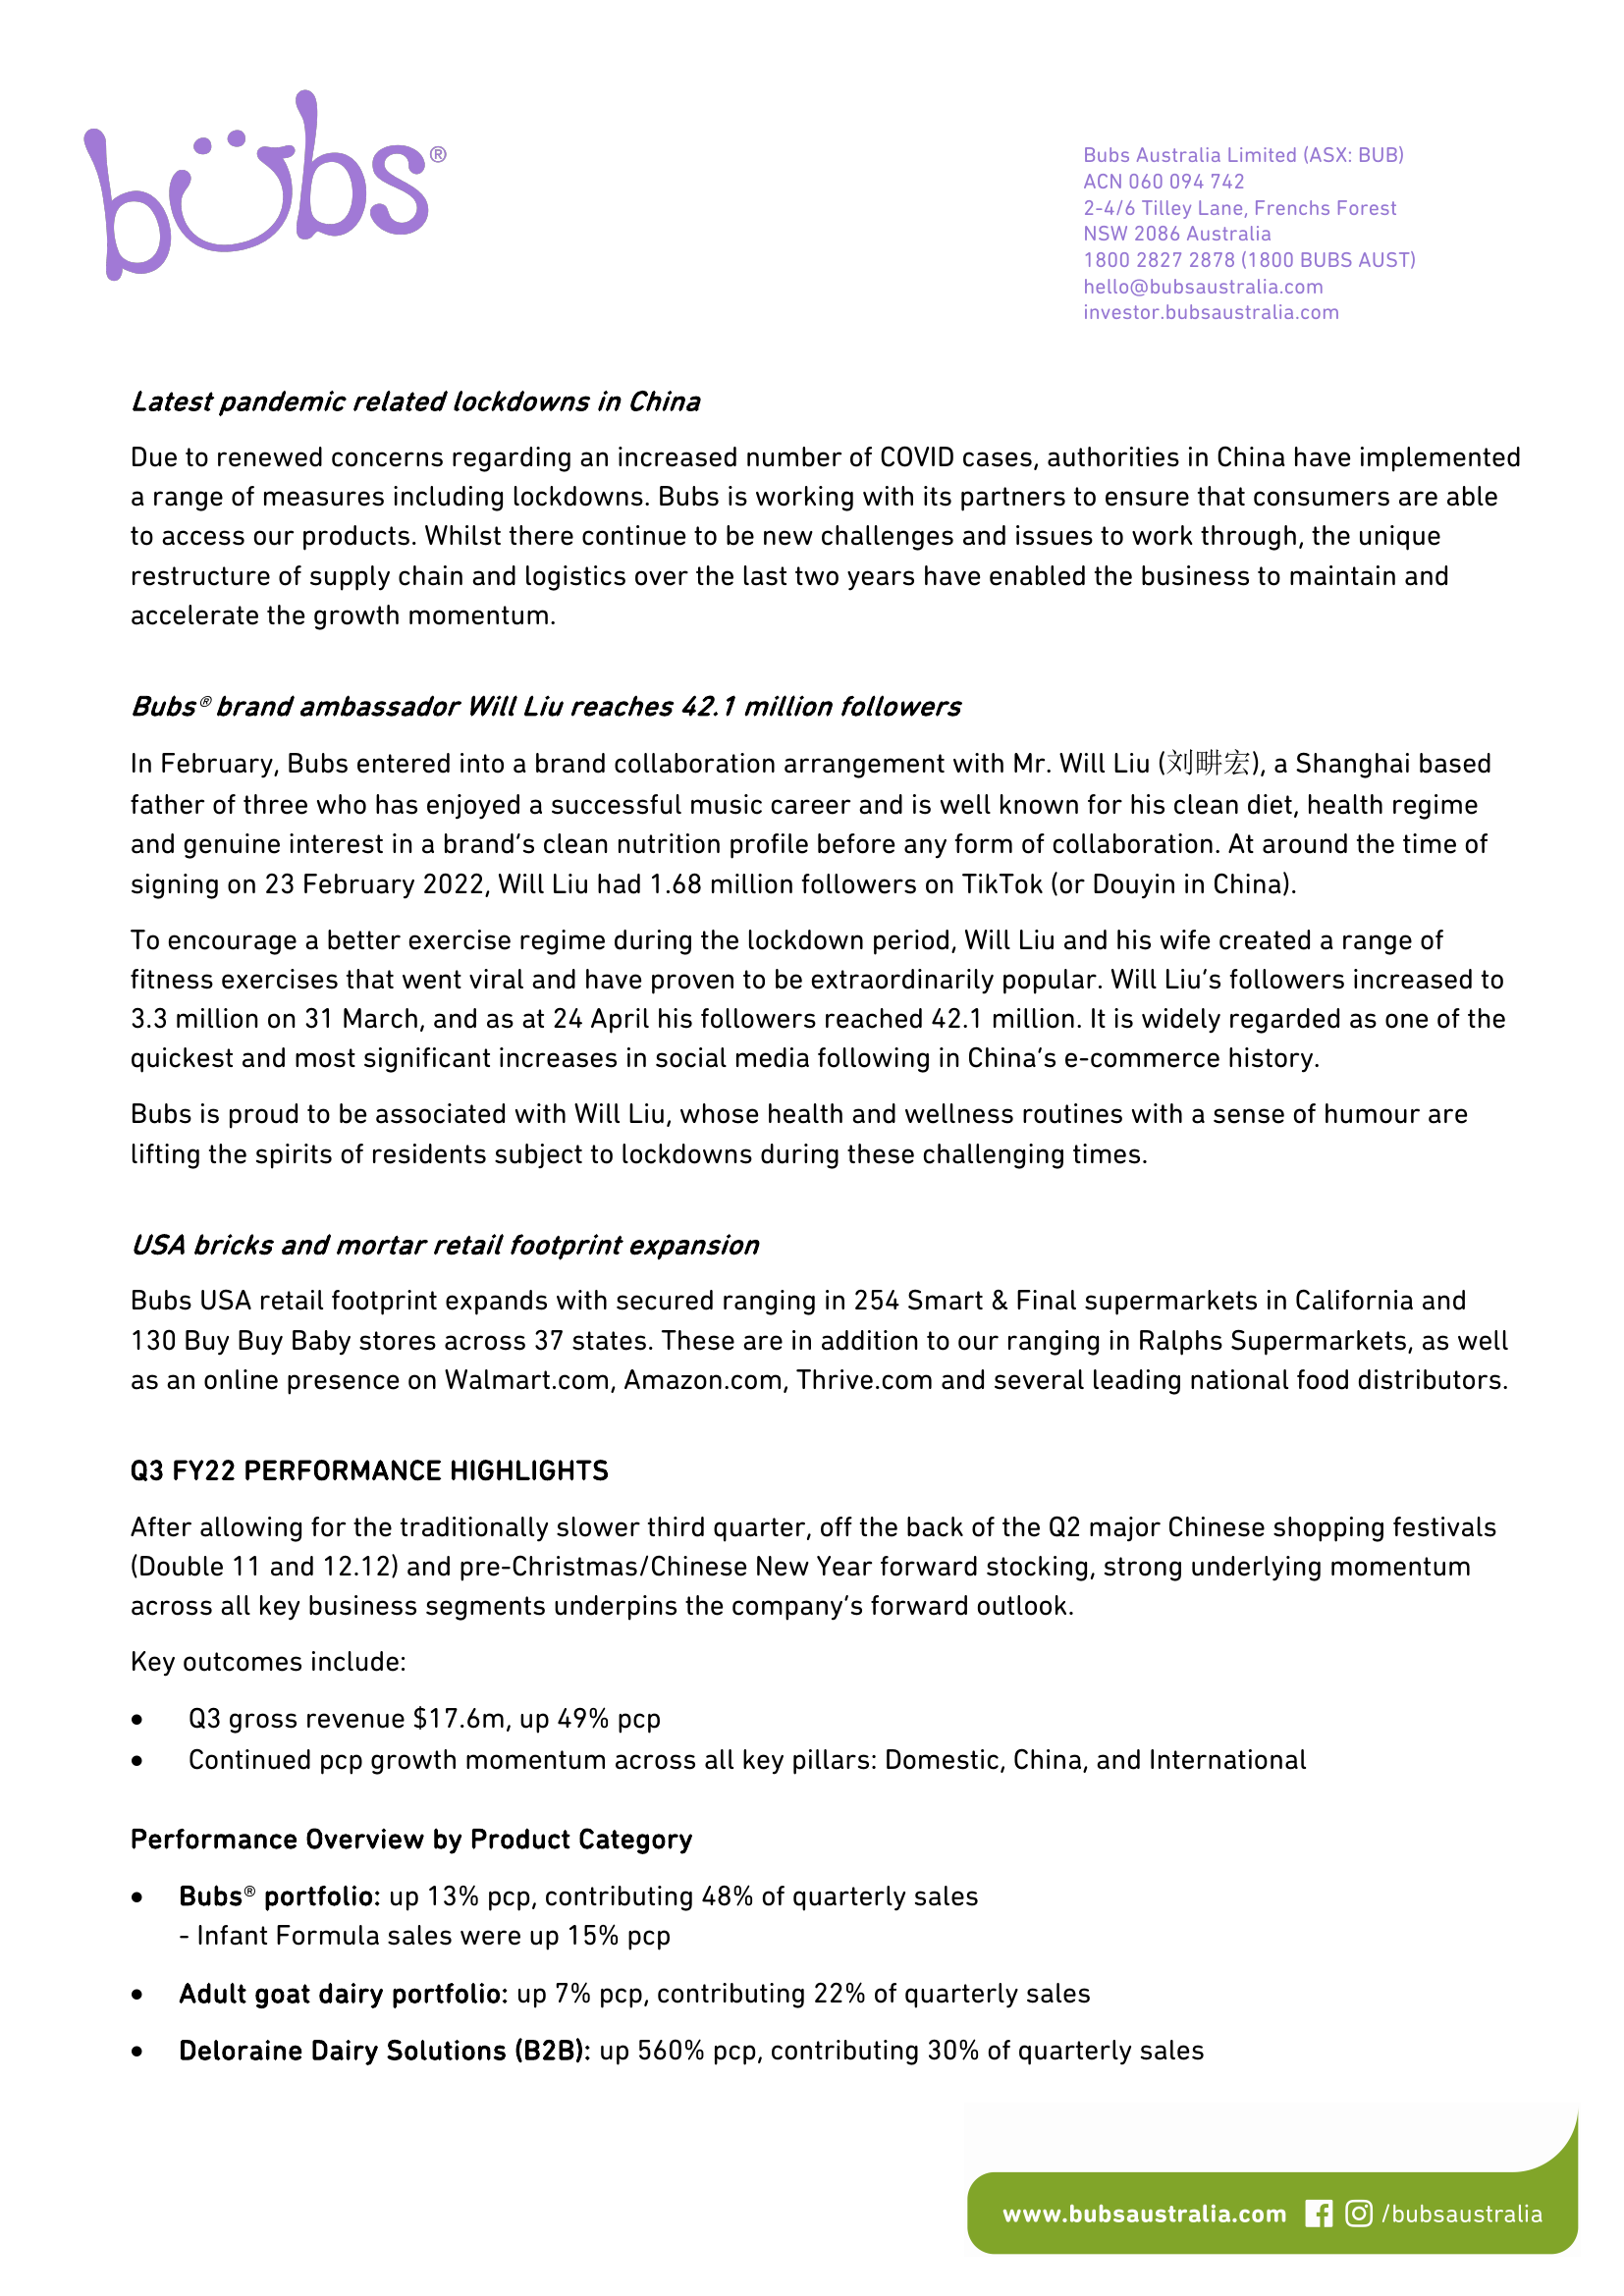 bubs®
Bubs Australia Limited (ASX: BUB)
ACN 060 094 742
2-4/6 Tilley Lane, Frenchs Forest
NSW 2086 Australia
1800 2827 2878 (1800 BUBS AUST)
hello@bubsaustralia.com
investor.bubsaustralia.com
Latest pandemic related lockdowns in China
Due to renewed concerns regarding an increased number of COVID cases, authorities in China have implemented
a range of measures including lockdowns. Bubs is working with its partners to ensure that consumers are able
to access our products. Whilst there continue to be new challenges and issues to work through, the unique
restructure of supply chain and logistics over the last two years have enabled the business to maintain and
accelerate the growth momentum.
Bubs® brand ambassador Will Liu reaches 42.1 million followers
In February, Bubs entered into a brand collaboration arrangement with Mr. Will Liu (刘畊宏), a Shanghai based
father of three who has enjoyed a successful music career and is well known for his clean diet, health regime
and genuine interest in a brand’s clean nutrition profile before any form of collaboration. At around the time of
signing on 23 February 2022, Will Liu had 1.68 million followers on TikTok (or Douyin in China).
To encourage a better exercise regime during the lockdown period, Will Liu and his wife created a range of
fitness exercises that went viral and have proven to be extraordinarily popular. Will Liu’s followers increased to
3.3 million on 31 March, and as at 24 April his followers reached 42.1 million. It is widely regarded as one of the
quickest and most significant increases in social media following in China’s e-commerce history.
Bubs is proud to be associated with Will Liu, whose health and wellness routines with a sense of humour are
lifting the spirits of residents subject to lockdowns during these challenging times.
USA bricks and mortar retail footprint expansion
Bubs USA retail footprint expands with secured ranging in 254 Smart & Final supermarkets in California and
130 Buy Buy Baby stores across 37 states. These are in addition to our ranging in Ralphs Supermarkets, as well
as an online presence on Walmart.com, Amazon.com, Thrive.com and several leading national food distributors.
Q3 FY22 PERFORMANCE HIGHLIGHTS
After allowing for the traditionally slower third quarter, off the back of the Q2 major Chinese shopping festivals
(Double 11 and 12.12) and pre-Christmas/Chinese New Year forward stocking, strong underlying momentum
across all key business segments underpins the company’s forward outlook.
Key outcomes include:
• Q3 gross revenue $17.6m, up 49% pcp
• Continued pcp growth momentum across all key pillars: Domestic, China, and International
Performance Overview by Product Category
• Bubs® portfolio: up 13% pcp, contributing 48% of quarterly sales
- Infant Formula sales were up 15% pcp
• Adult goat dairy portfolio: up 7% pcp, contributing 22% of quarterly sales
• Deloraine Dairy Solutions (B2B): up 560% pcp, contributing 30% of quarterly sales
www.bubsaustralia.com /bubsaustralia